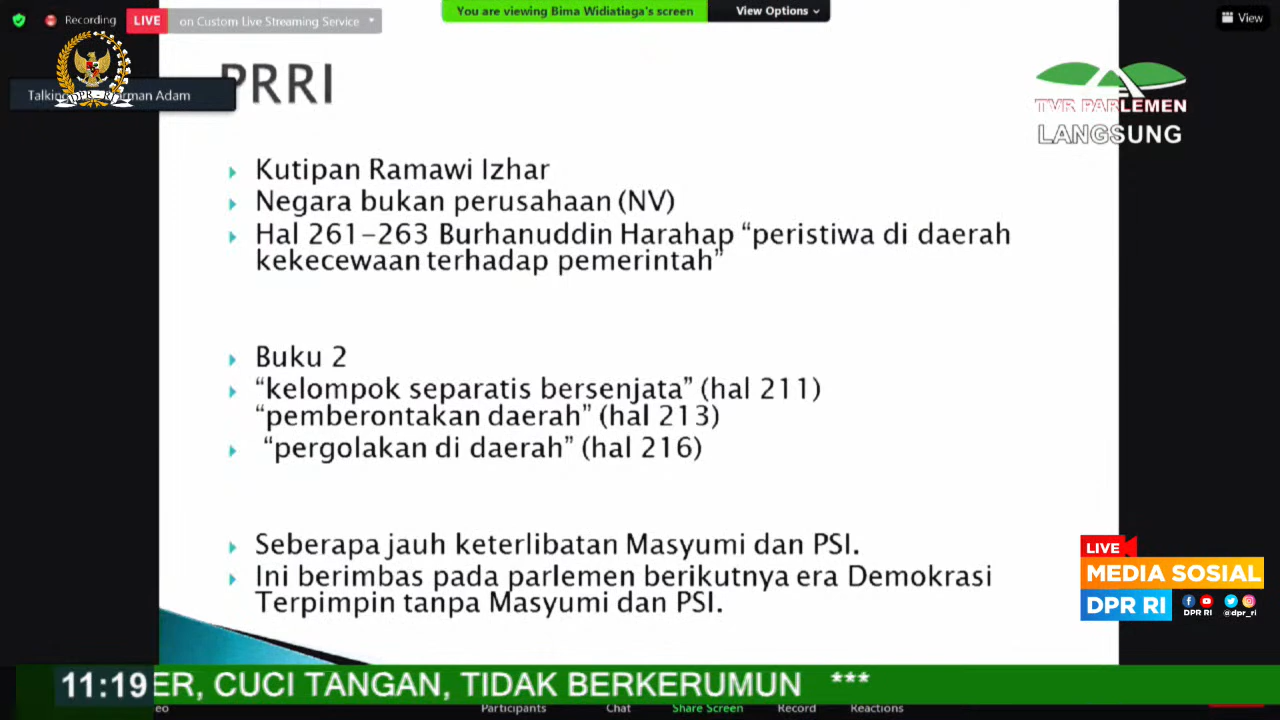 Recording
LIVE
on Custom Live Streaming Service
You are viewing Bima Widiatiaga's screen
View Options
View
DPR - RI
Adam
PRRI
TVR PARLEMEN
LANGSUNG
Kutipan Ramawi Izhar
Negara bukan perusahaan (NV)
Hal 261-263 Burhanuddin Harahap “peristiwa di daerah
kekecewaan terhadap pemerintah”
Buku 2
“kelompok separatis bersenjata” (hal 211)
“pemberontakan daerah” (hal 213)
“pergolakan di daerah” (hal 216)
Seberapa jauh keterlibatan Masyumi dan PSI.
Ini berimbas pada parlemen berikutnya era Demokrasi
Terpimpin tanpa Masyumi dan PSI.
LIVE
MEDIA SOSIAL
DPR RI
DPR RI
@dpr_ri
11:19
ER, CUCI TANGAN, TIDAK BERKERUMUN ***
Participants
Chat
Share Screen
Record
Reactions